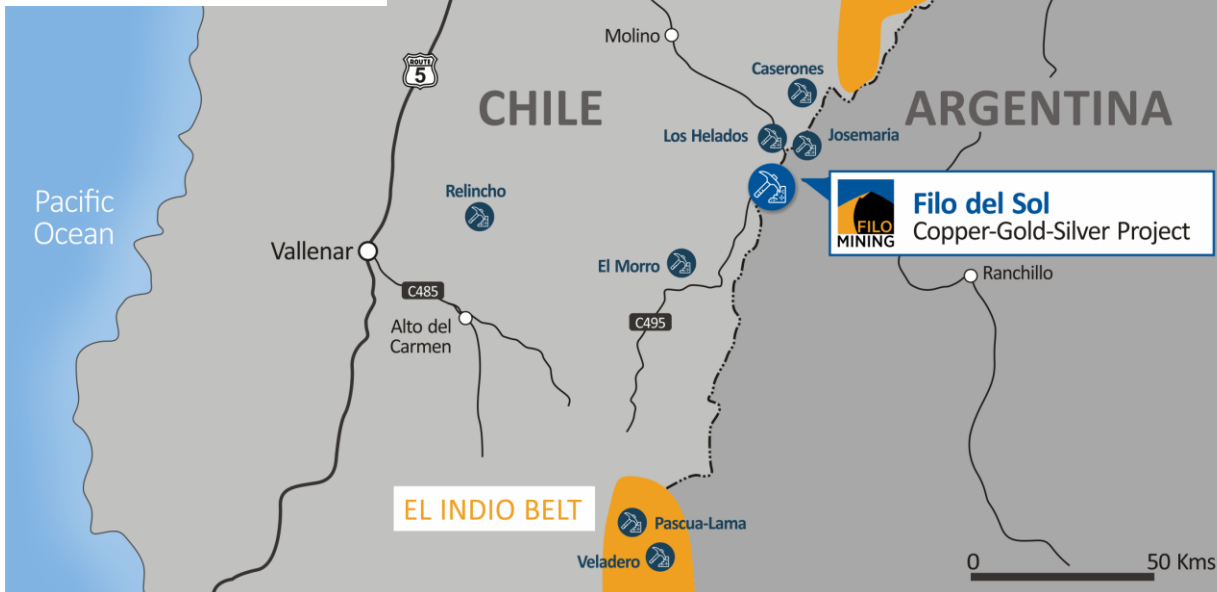 Molino
ROUTE
5
Caserones
CHILE
ARGENTINA
Los Helados
Josemaria
Relincho
Pacific
Ocean
FILO
MINING
Filo del Sol
Copper-Gold-Silver Project
Vallenar
El Morro
Ranchillo
C485
C495
Alto del
Carmen
EL INDIO BELT
Pascua-Lama
Veladero
0
50 Kms